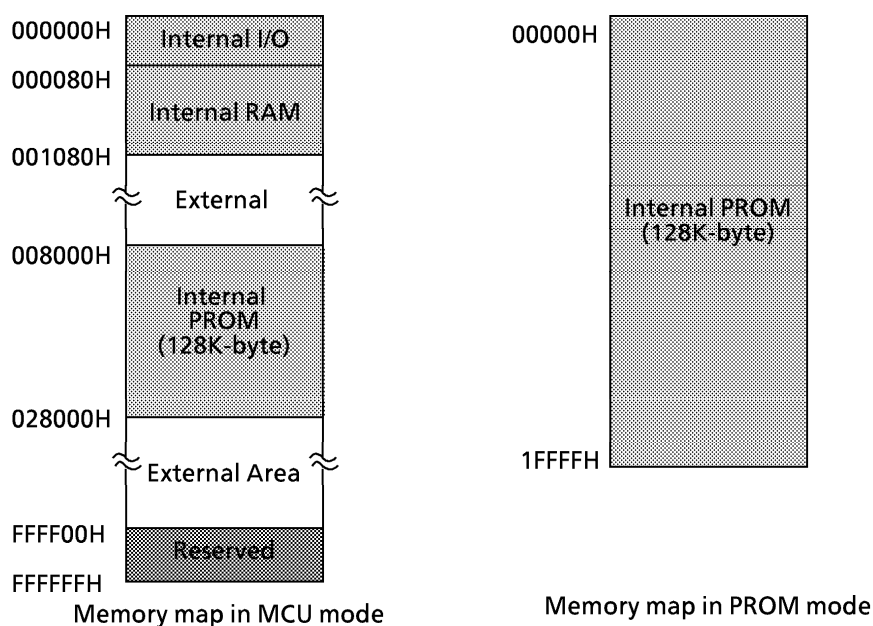 000000H
Internal I/O
000080H
Internal RAM
001080H
External
008000H
Internal
PROM
(128K-byte)
028000H
External Area
FFFF00H
Reserved
FFFFFFH
Memory map in MCU mode
00000H
Internal PROM
(128K-byte)
1FFFFH
Memory map in PROM mode